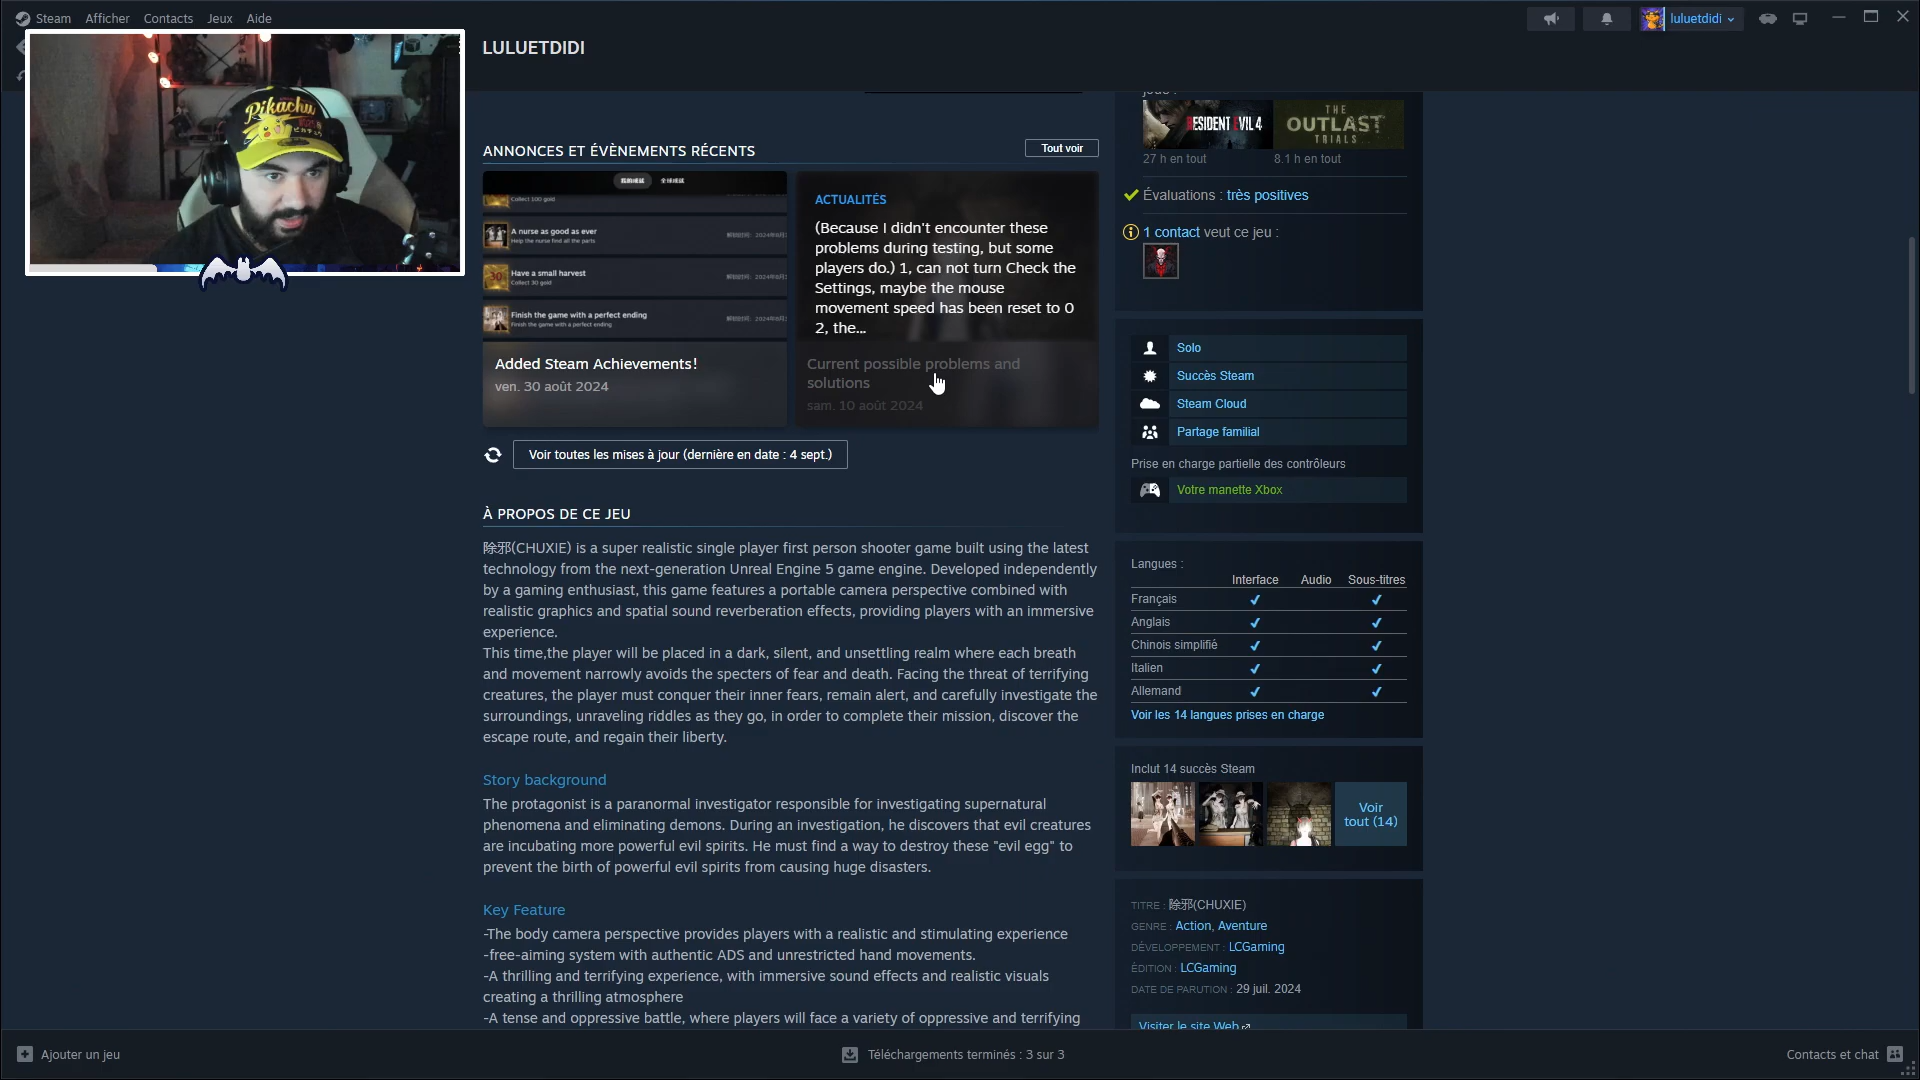 Steam Afficher Contacts Jeux Aide
luluetdidi
LULUETDIDI
Pikachu
ANNONCES ET ÉVÈNEMENTS RÉCENTS
Tout voir
Collect 100 gold
A nurse as good as ever
Help the nurse find all the parts
Have a small harvest
Collect 30 gold
Finish the game with a perfect ending
Finish the game with a perfect ending
Added Steam Achievements!
ven. 30 août 2024
ACTUALITÉS
(Because I didn't encounter these
problems during testing, but some
players do.) 1, can not turn Check the
Settings, maybe the mouse
movement speed has been reset to 0
2, the...
Current possible problems and
solutions
sam. 10 août 2024
Voir toutes les mises à jour (dernière en date : 4 sept.)
À PROPOS DE CE JEU
除邪(CHUXIE) is a super realistic single player first person shooter game built using the latest
technology from the next-generation Unreal Engine 5 game engine. Developed independently
by a gaming enthusiast, this game features a portable camera perspective combined with
realistic graphics and spatial sound reverberation effects, providing players with an immersive
experience.
This time,the player will be placed in a dark, silent, and unsettling realm where each breath
and movement narrowly avoids the specters of fear and death. Facing the threat of terrifying
creatures, the player must conquer their inner fears, remain alert, and carefully investigate the
surroundings, unraveling riddles as they go, in order to complete their mission, discover the
escape route, and regain their liberty.
Story background
The protagonist is a paranormal investigator responsible for investigating supernatural
phenomena and eliminating demons. During an investigation, he discovers that evil creatures
are incubating more powerful evil spirits. He must find a way to destroy these "evil egg" to
prevent the birth of powerful evil spirits from causing huge disasters.
Key Feature
-The body camera perspective provides players with a realistic and stimulating experience
-free-aiming system with authentic ADS and unrestricted hand movements.
-A thrilling and terrifying experience, with immersive sound effects and realistic visuals
creating a thrilling atmosphere
-A tense and oppressive battle, where players will face a variety of oppressive and terrifying
RESIDENT EVIL 4
THE
OUTLAST
TRIALS
27 h en tout 8.1 h en tout
Évaluations : très positives
1 contact veut ce jeu :
Solo
Succès Steam
Steam Cloud
Partage familial
Prise en charge partielle des contrôleurs
Votre manette Xbox
Langues :
Interface Audio Sous-titres
Français
Anglais
Chinois simplifié
Italien
Allemand
Voir les 14 langues prises en charge
Inclut 14 succès Steam
Voir
tout (14)
TITRE : 除邪(CHUXIE)
GENRE : Action, Aventure
DÉVELOPPEMENT : LCGaming
ÉDITION : LCGaming
DATE DE PARUTION : 29 juil. 2024
Visiter le site Web
Ajouter un jeu
Téléchargements terminés : 3 sur 3
Contacts et chat